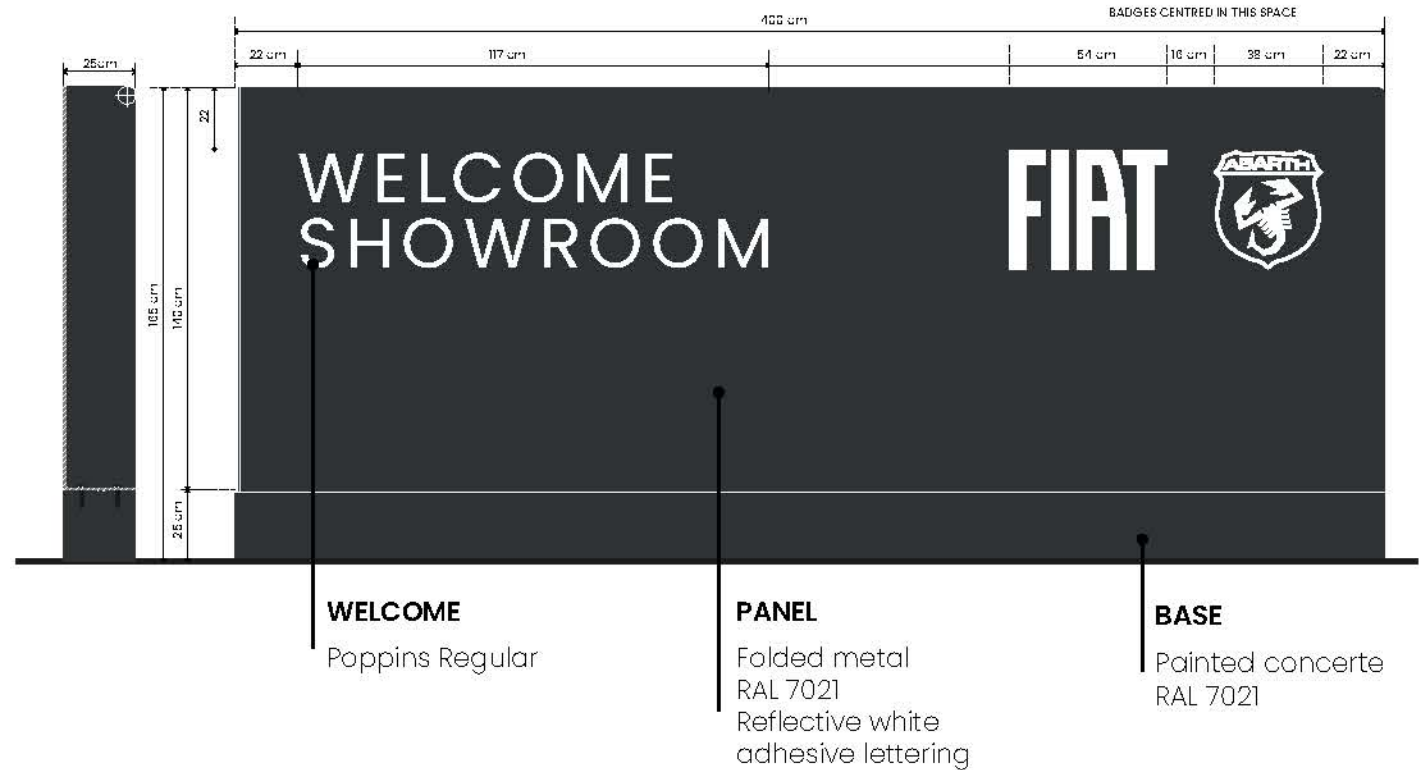 BADGES CENTRED IN THIS SPACE
400 cm
25cm
22 cm
117 cm
54 cm
16 cm
38 cm
22 cm
22
165 cm
140 cm
25 cm
WELCOME
SHOWROOM
FIAT
ABARTH
WELCOME
Poppins Regular
PANEL
Folded metal
RAL 7021
Reflective white
adhesive lettering
BASE
Painted concerte
RAL 7021